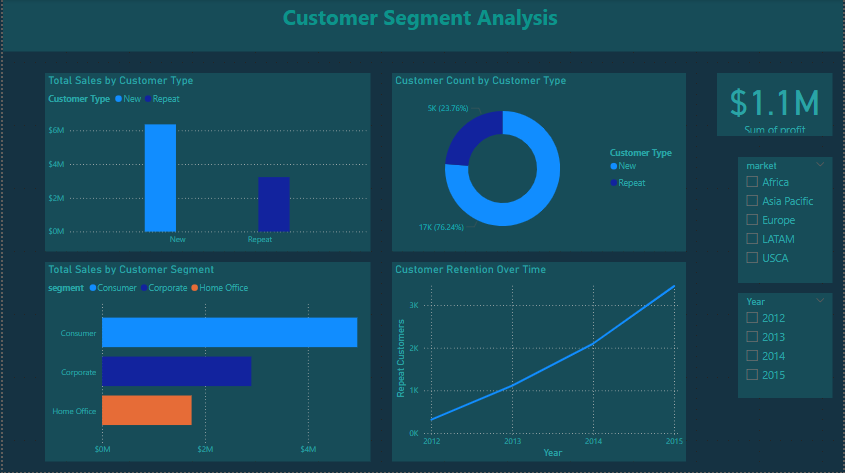 Customer Segment Analysis
Total Sales by Customer Type
Customer Type New Repeat
$6M
$4M
$2M
$0M
New Repeat
Customer Count by Customer Type
5K (23.76%)
17K (76.24%)
Customer Type
New
Repeat
$1.1M
Sum of profit
market
Africa
Asia Pacific
Europe
LATAM
USCA
Total Sales by Customer Segment
segment Consumer Corporate Home Office
Consumer
Corporate
Home Office
$0M $2M $4M
Customer Retention Over Time
Repeat Customers
3K
2K
1K
0K
2012 2013 2014 2015
Year
Year
2012
2013
2014
2015